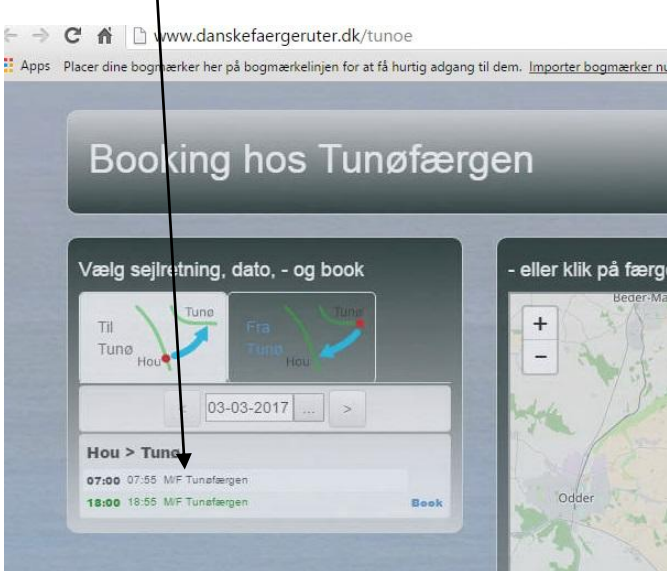 www.danskefaergeruter.dk/tunoe
Apps Placer dine bogmærker her på bogmærkelinjen for at få hurtig adgang til dem. Importer bogmærker nu
Booking hos Tunøfærgen
Vælg sejlretning, dato, - og book
Til Tunø
Tunø
Hou
Fra Tunø
Tunø
Hou
< 03-03-2017 ... >
Hou > Tunø
07:00 07:55 M/F Tunøfærgen
18:00 18:55 M/F Tunøfærgen Book
- eller klik på færge
Beder-Ma
+
−
Odder